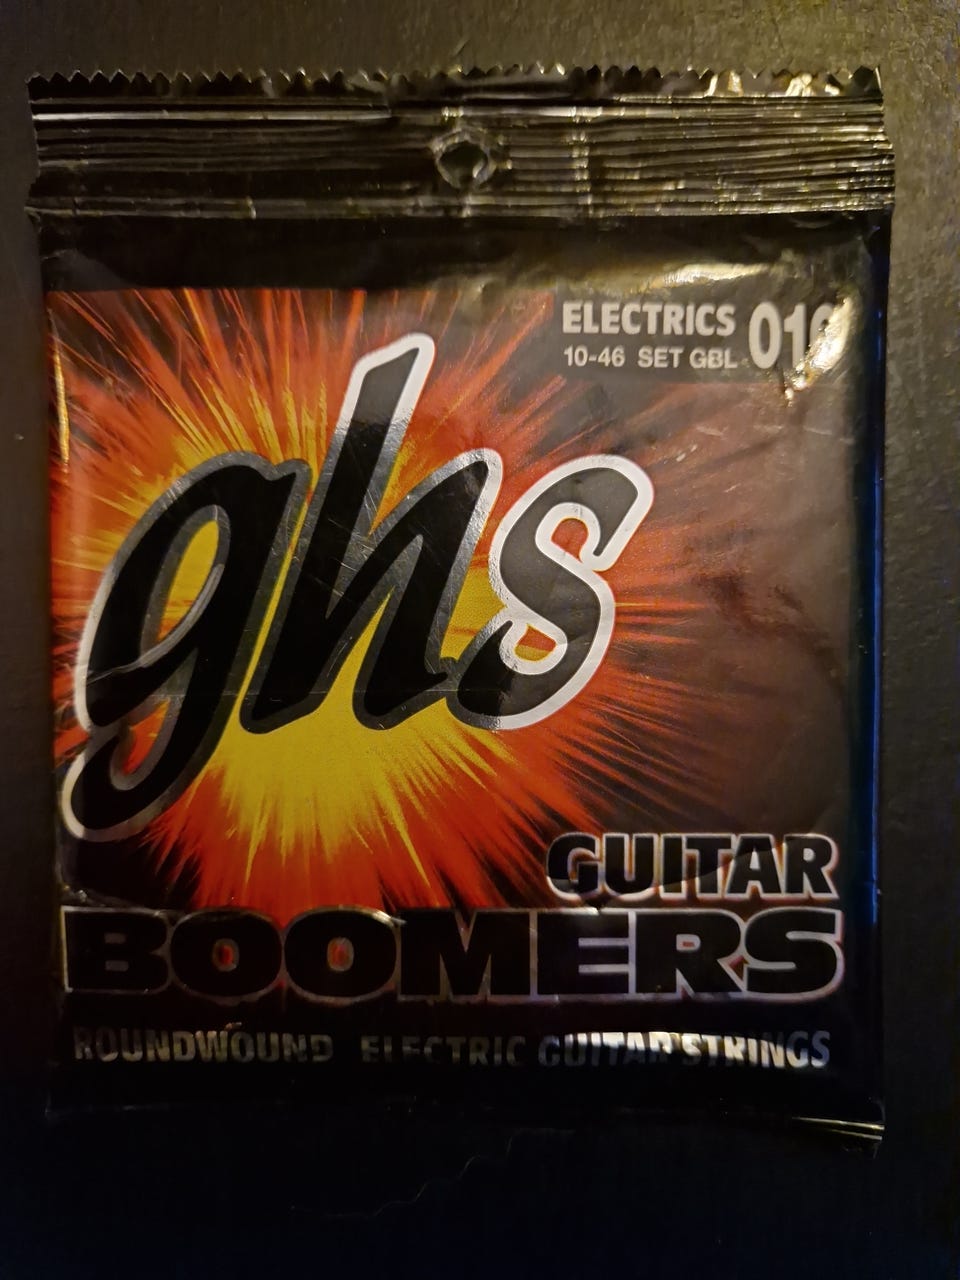 ELECTRICS 010
10-46 SET GBL
ghs
GUITAR
BOOMERS
ROUNDWOUND ELECTRIC GUITAR STRINGS